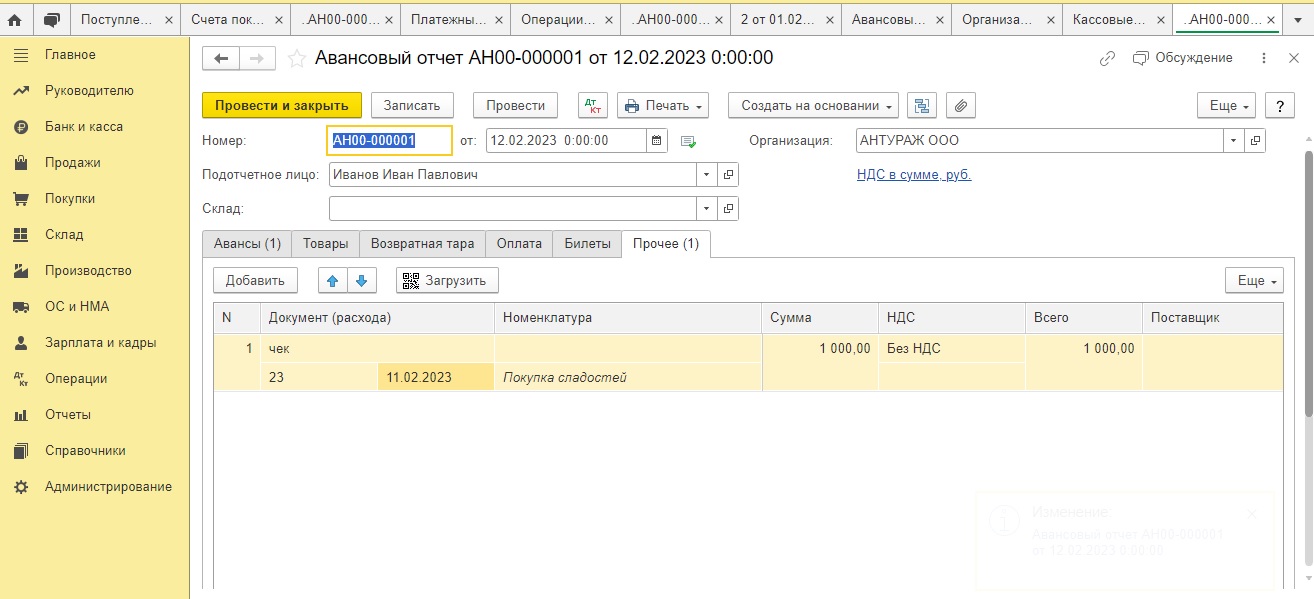 Поступле...
Счета пок...
..АН00-000...
Платежны...
Операции...
..АН00-000...
2 от 01.02...
Авансовы...
Организа...
Кассовые...
..АН00-000...
Главное
Руководителю
Банк и касса
Продажи
Покупки
Склад
Производство
ОС и НМА
Зарплата и кадры
Операции
Отчеты
Справочники
Администрирование
Авансовый отчет АН00-000001 от 12.02.2023 0:00:00
Обсуждение
Провести и закрыть
Записать
Провести
Дт Кт
Печать
Создать на основании
Еще
?
Номер: АН00-000001 от: 12.02.2023 0:00:00 Организация: АНТУРАЖ ООО
Подотчетное лицо: Иванов Иван Павлович НДС в сумме, руб.
Склад:
Авансы (1) Товары Возвратная тара Оплата Билеты Прочее (1)
Добавить Загрузить Еще
N Документ (расхода) Номенклатура Сумма НДС Всего Поставщик
1 чек 1 000,00 Без НДС 1 000,00
23 11.02.2023 Покупка сладостей
Изменение:
Авансовый отчет АН00-000001
от 12.02.2023 0:00:00